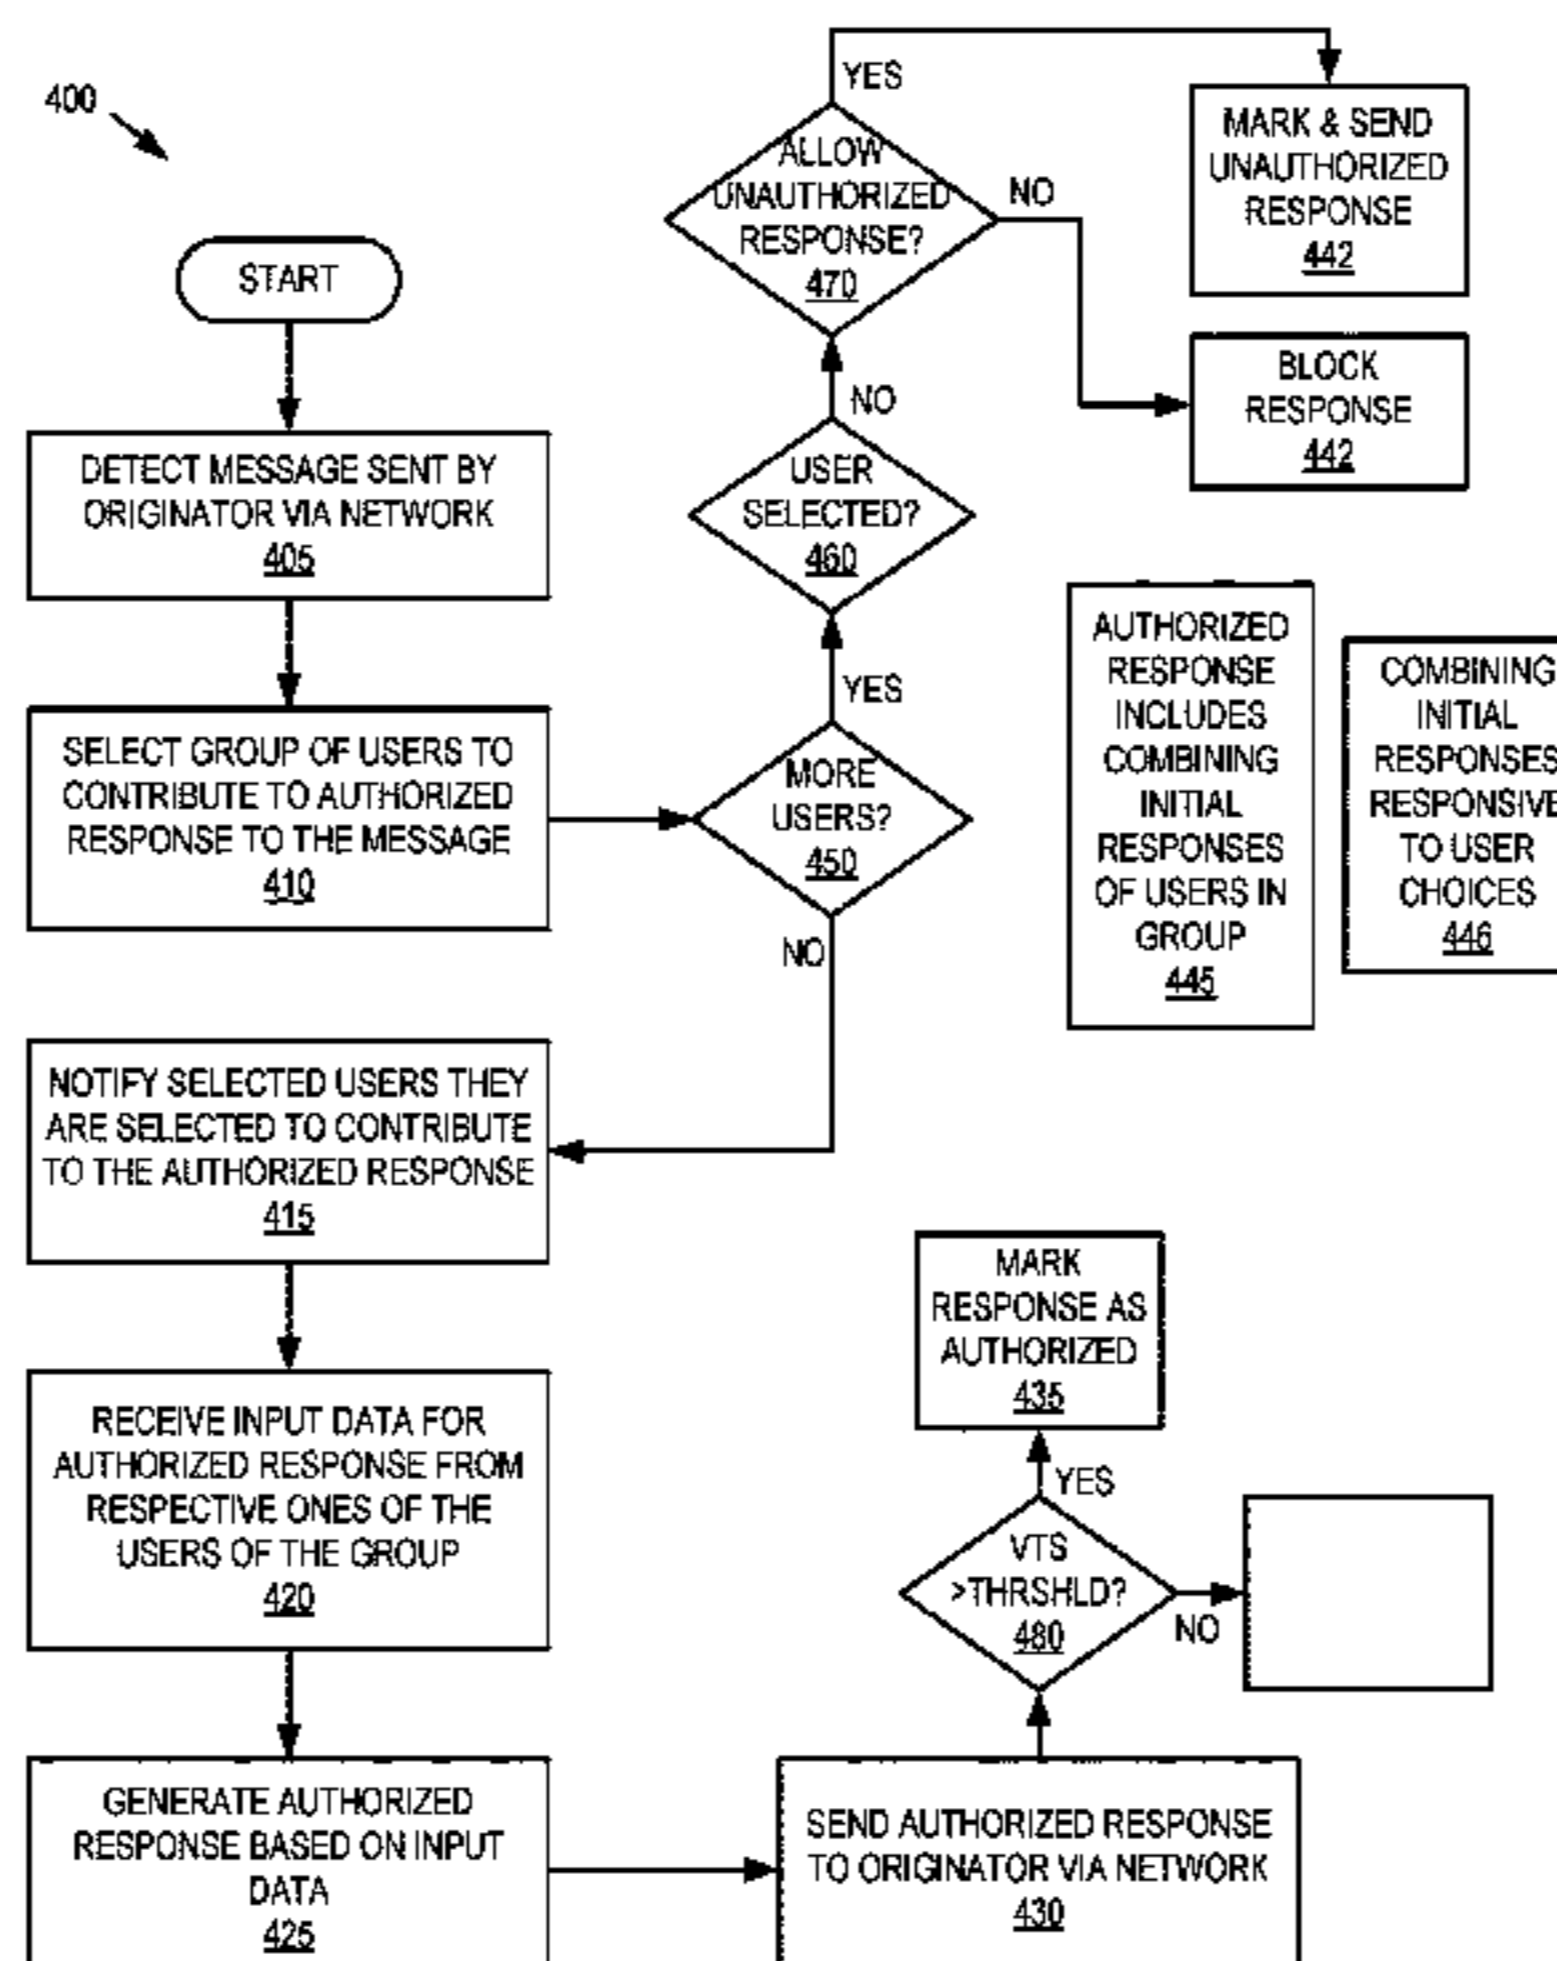 400
START
DETECT MESSAGE SENT BY
ORIGINATOR VIA NETWORK
405
SELECT GROUP OF USERS TO
CONTRIBUTE TO AUTHORIZED
RESPONSE TO THE MESSAGE
410
NOTIFY SELECTED USERS THEY
ARE SELECTED TO CONTRIBUTE
TO THE AUTHORIZED RESPONSE
415
RECEIVE INPUT DATA FOR
AUTHORIZED RESPONSE FROM
RESPECTIVE ONES OF THE
USERS OF THE GROUP
420
GENERATE AUTHORIZED
RESPONSE BASED ON INPUT
DATA
425
YES
ALLOW
UNAUTHORIZED
RESPONSE?
470
NO
MARK & SEND
UNAUTHORIZED
RESPONSE
442
BLOCK
RESPONSE
442
NO
USER
SELECTED?
460
YES
MORE
USERS?
450
NO
AUTHORIZED
RESPONSE
INCLUDES
COMBINING
INITIAL
RESPONSES
OF USERS IN
GROUP
445
COMBINING
INITIAL
RESPONSES
RESPONSIVE
TO USER
CHOICES
446
MARK
RESPONSE AS
AUTHORIZED
435
YES
VTS
>THRSHLD?
480
NO
SEND AUTHORIZED RESPONSE
TO ORIGINATOR VIA NETWORK
430